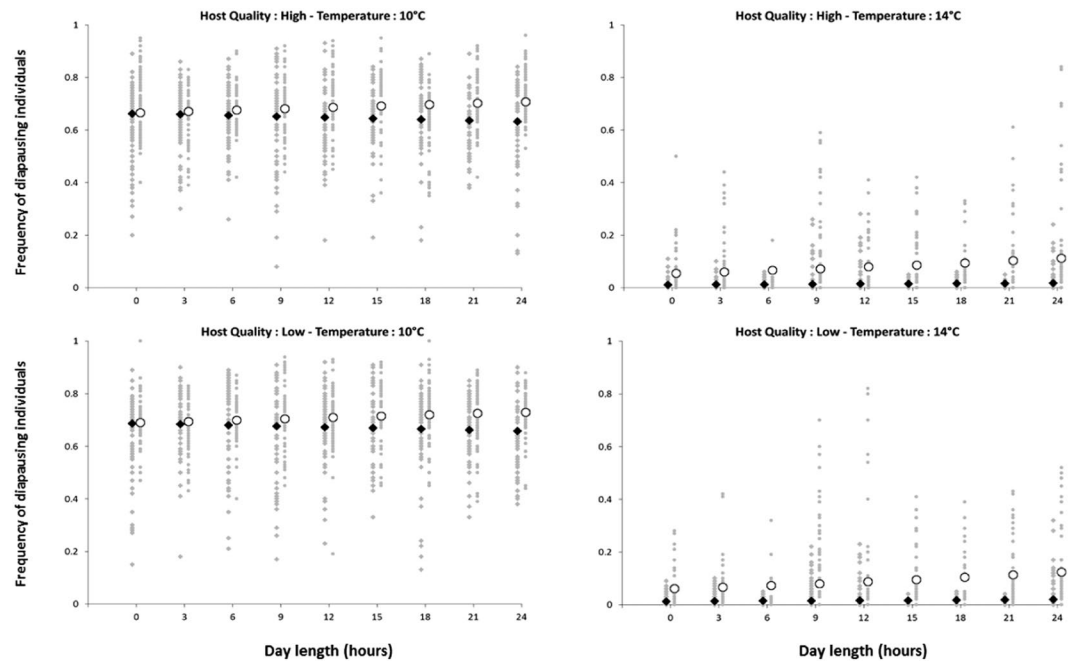 Host Quality : High - Temperature : 10°C
Frequency of diapausing individuals
1
0.8
0.6
0.4
0.2
0
0 3 6 9 12 15 18 21 24
Host Quality : High - Temperature : 14°C
1
0.8
0.6
0.4
0.2
0
0 3 6 9 12 15 18 21 24
Host Quality : Low - Temperature : 10°C
Frequency of diapausing individuals
1
0.8
0.6
0.4
0.2
0
0 3 6 9 12 15 18 21 24
Day length (hours)
Host Quality : Low - Temperature : 14°C
1
0.8
0.6
0.4
0.2
0
0 3 6 9 12 15 18 21 24
Day length (hours)